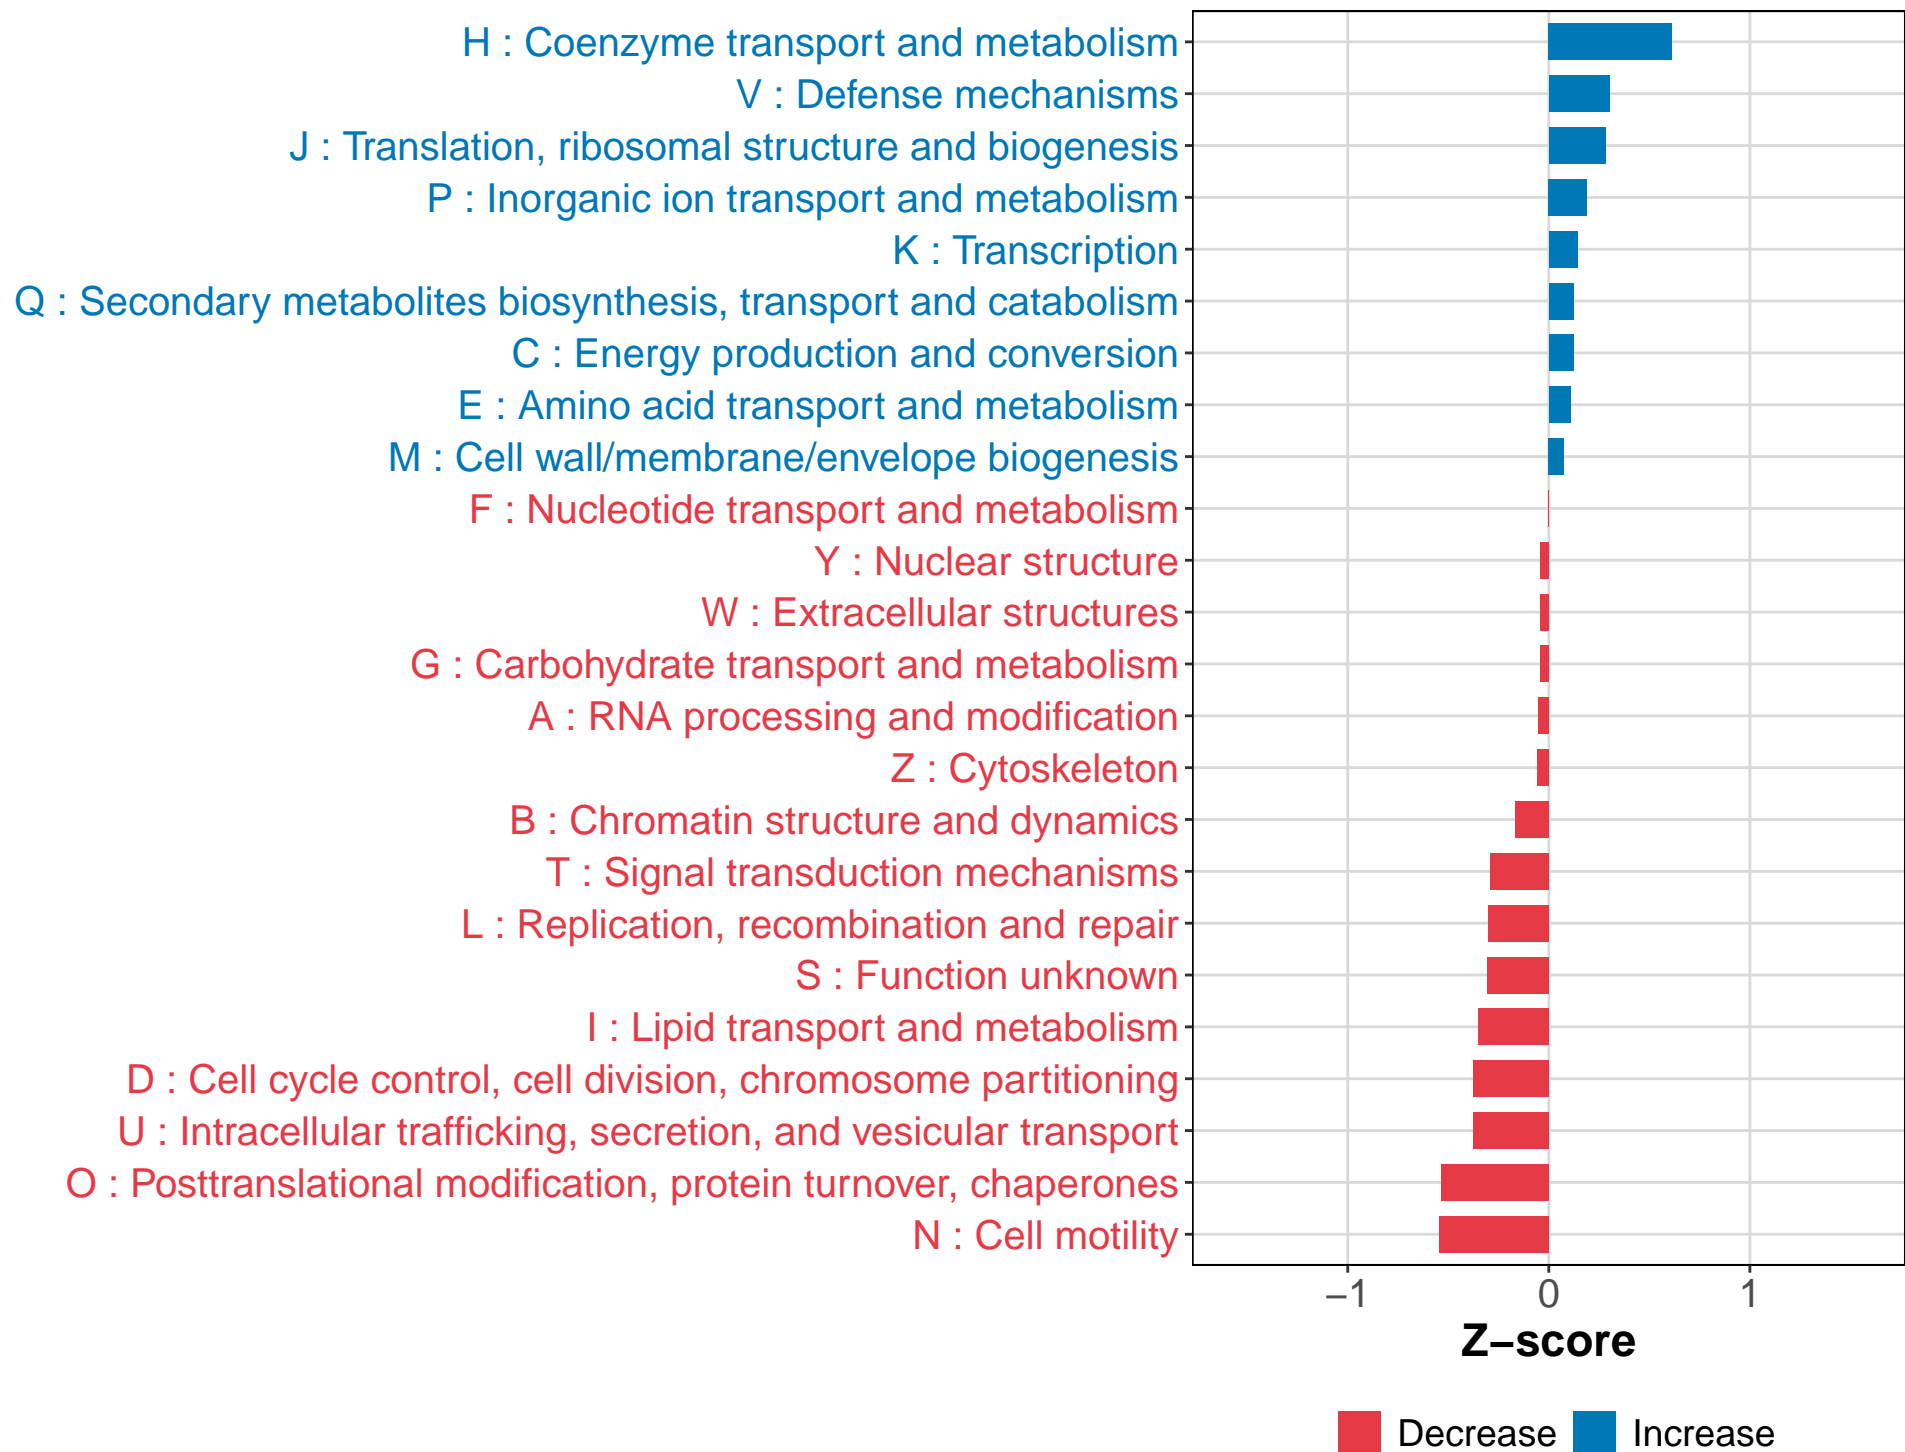 H : Coenzyme transport and metabolism
V : Defense mechanisms
J : Translation, ribosomal structure and biogenesis
P : Inorganic ion transport and metabolism
K : Transcription
Q : Secondary metabolites biosynthesis, transport and catabolism
C : Energy production and conversion
E : Amino acid transport and metabolism
M : Cell wall/membrane/envelope biogenesis
F : Nucleotide transport and metabolism
Y : Nuclear structure
W : Extracellular structures
G : Carbohydrate transport and metabolism
A : RNA processing and modification
Z : Cytoskeleton
B : Chromatin structure and dynamics
T : Signal transduction mechanisms
L : Replication, recombination and repair
S : Function unknown
I : Lipid transport and metabolism
D : Cell cycle control, cell division, chromosome partitioning
U : Intracellular trafficking, secretion, and vesicular transport
O : Posttranslational modification, protein turnover, chaperones
N : Cell motility
−1 0 1
Z−score
Decrease Increase